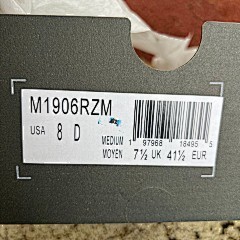 M1906RZM
USA 8 D
MEDIUM
MOYEN
1 97968 18495 5
7½ UK 41½ EUR